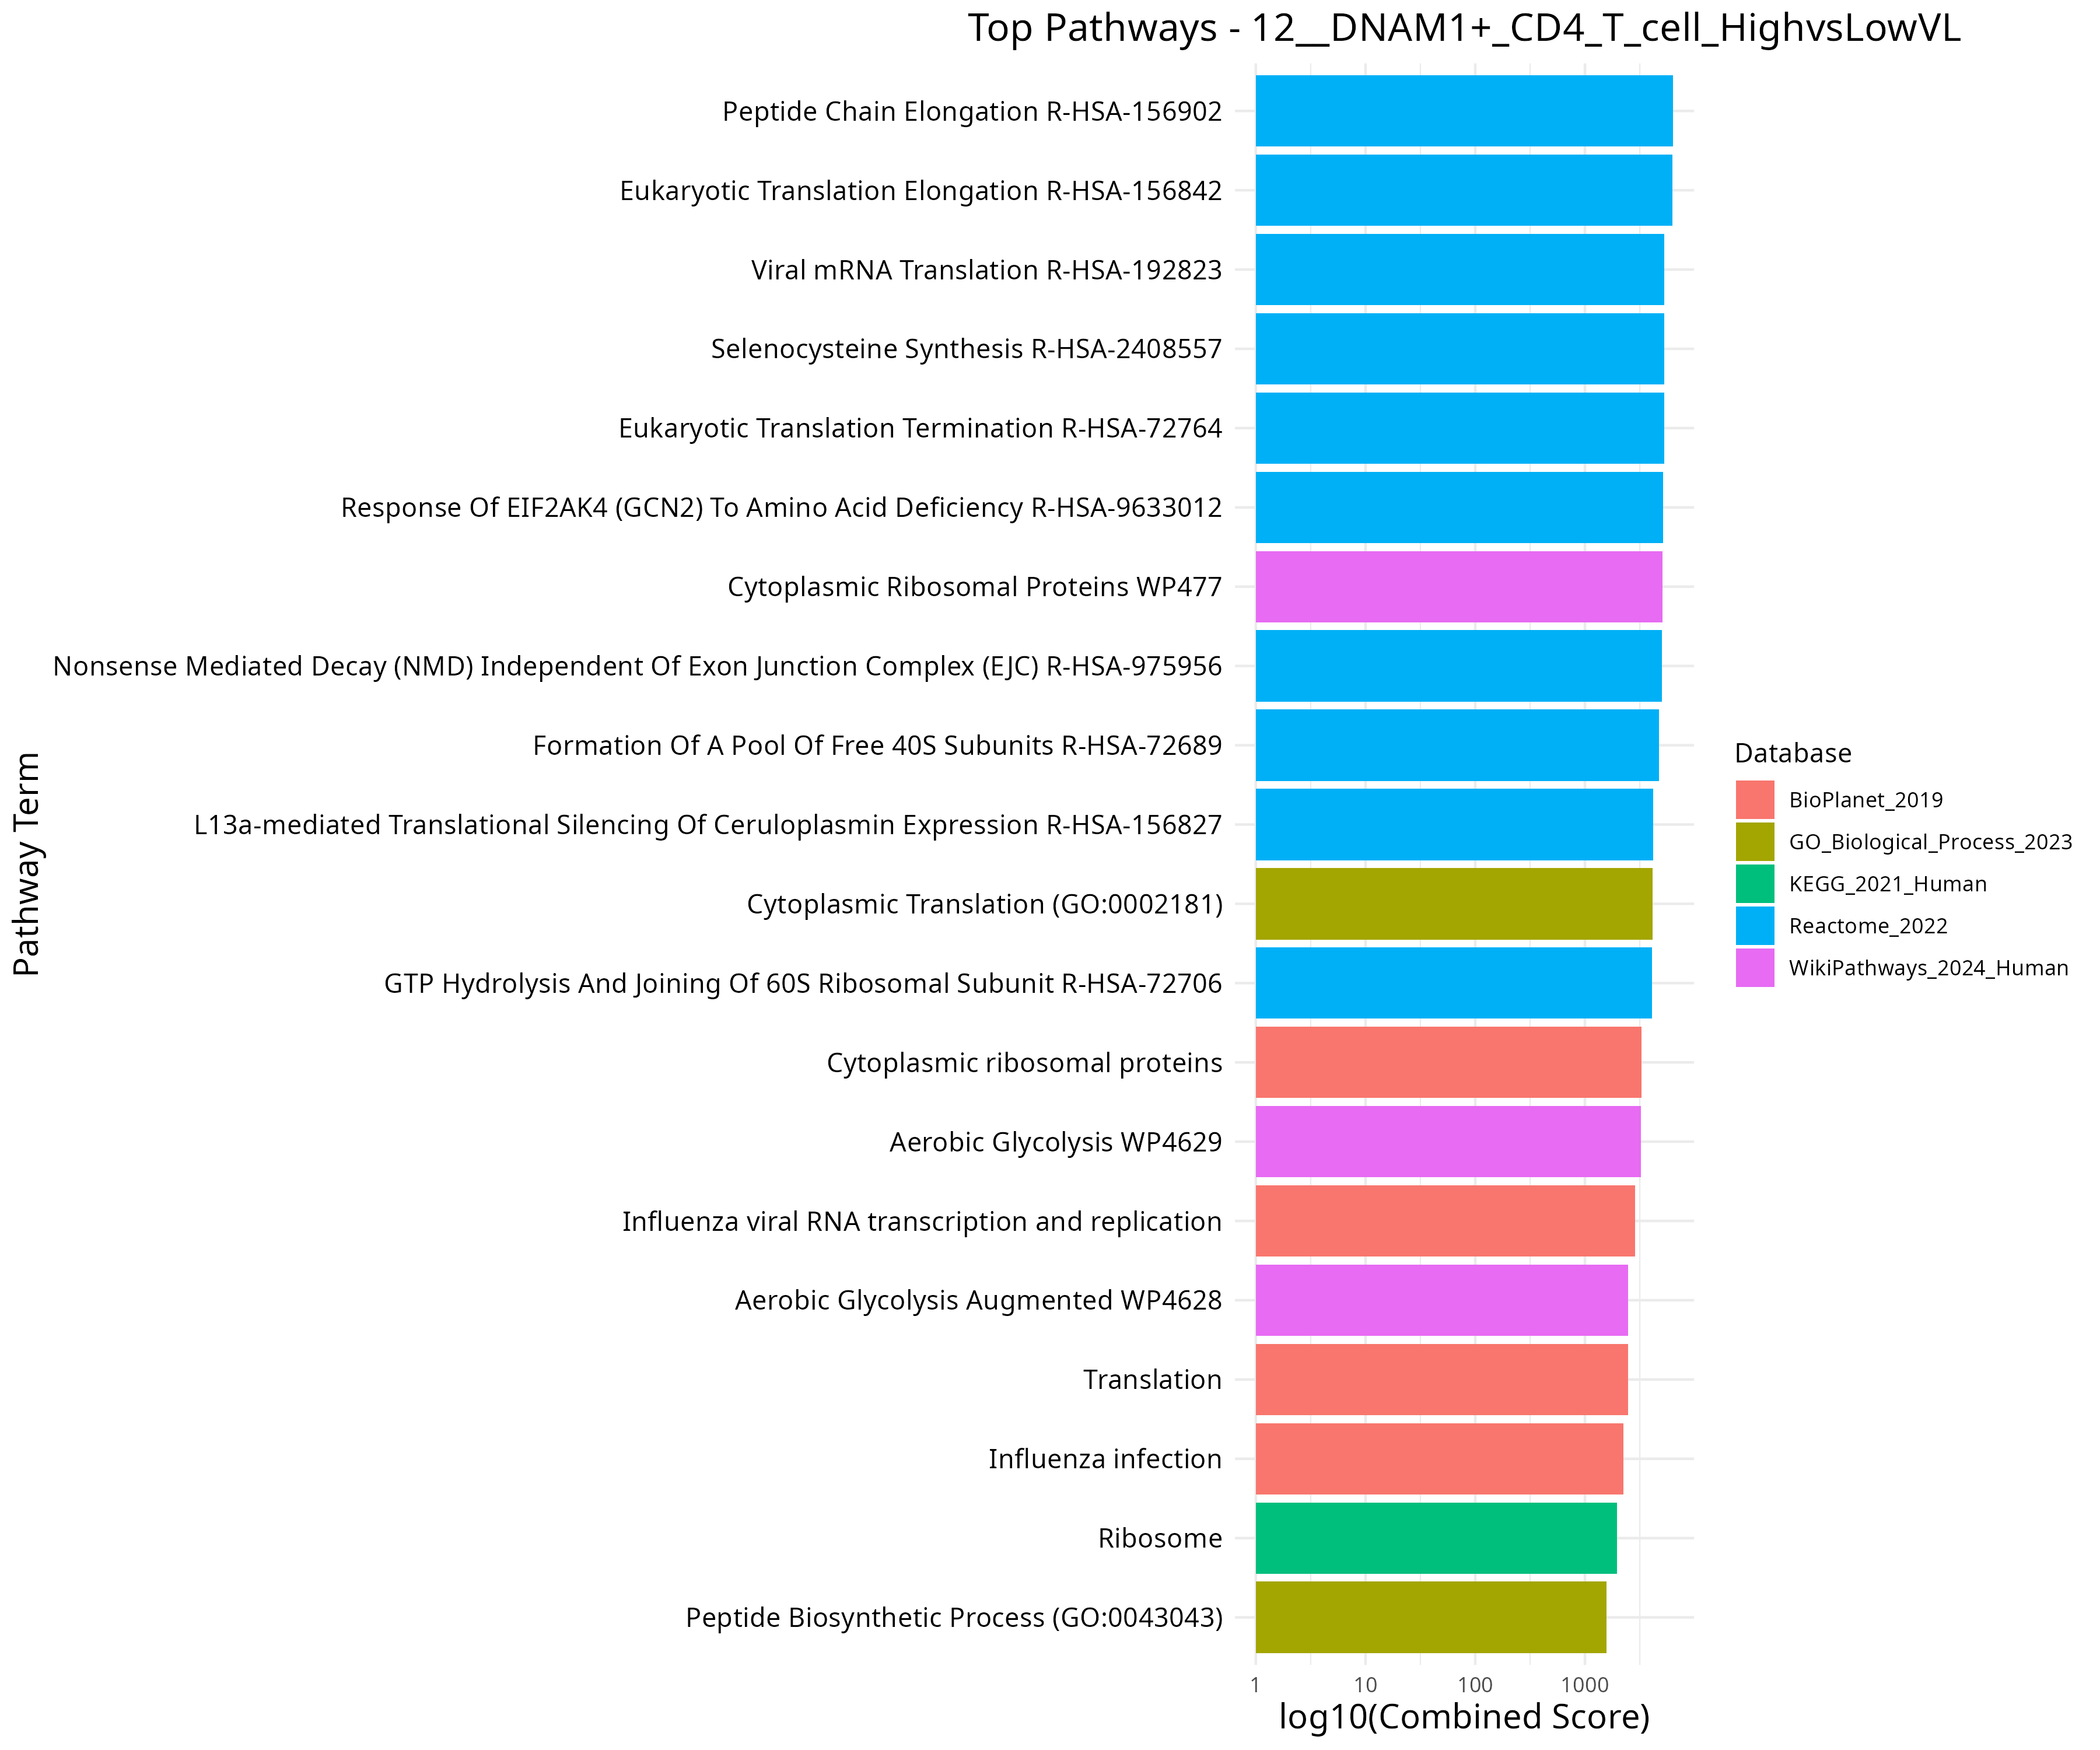 Top Pathways - 12__DNAM1+_CD4_T_cell_HighvsLowVL
Pathway Term
Peptide Chain Elongation R-HSA-156902
Eukaryotic Translation Elongation R-HSA-156842
Viral mRNA Translation R-HSA-192823
Selenocysteine Synthesis R-HSA-2408557
Eukaryotic Translation Termination R-HSA-72764
Response Of EIF2AK4 (GCN2) To Amino Acid Deficiency R-HSA-9633012
Cytoplasmic Ribosomal Proteins WP477
Nonsense Mediated Decay (NMD) Independent Of Exon Junction Complex (EJC) R-HSA-975956
Formation Of A Pool Of Free 40S Subunits R-HSA-72689
L13a-mediated Translational Silencing Of Ceruloplasmin Expression R-HSA-156827
Cytoplasmic Translation (GO:0002181)
GTP Hydrolysis And Joining Of 60S Ribosomal Subunit R-HSA-72706
Cytoplasmic ribosomal proteins
Aerobic Glycolysis WP4629
Influenza viral RNA transcription and replication
Aerobic Glycolysis Augmented WP4628
Translation
Influenza infection
Ribosome
Peptide Biosynthetic Process (GO:0043043)
1 10 100 1000
log10(Combined Score)
Database
BioPlanet_2019
GO_Biological_Process_2023
KEGG_2021_Human
Reactome_2022
WikiPathways_2024_Human